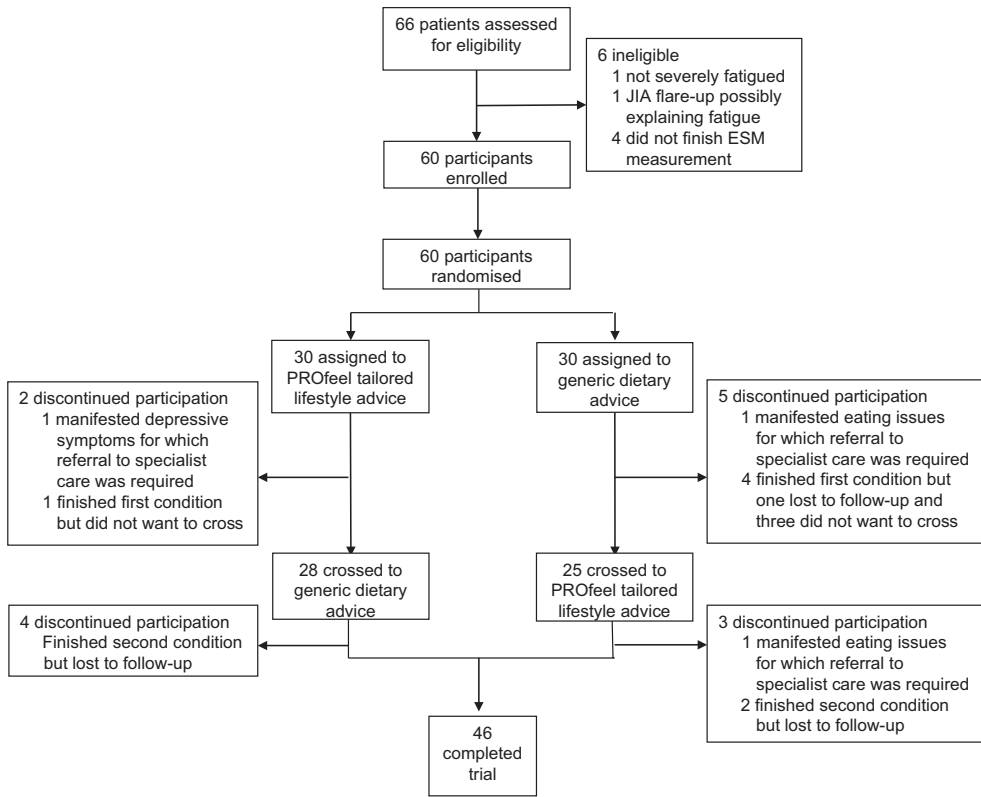 66 patients assessed
for eligibility
6 ineligible
1 not severely fatigued
1 JIA flare-up possibly
explaining fatigue
4 did not finish ESM
measurement
60 participants
enrolled
60 participants
randomised
30 assigned to
PROfeel tailored
lifestyle advice
30 assigned to
generic dietary
advice
2 discontinued participation
1 manifested depressive
symptoms for which
referral to specialist
care was required
1 finished first condition
but did not want to cross
5 discontinued participation
1 manifested eating issues
for which referral to
specialist care was required
4 finished first condition but
one lost to follow-up and
three did not want to cross
28 crossed to
generic dietary
advice
25 crossed to
PROfeel tailored
lifestyle advice
4 discontinued participation
Finished second condition
but lost to follow-up
3 discontinued participation
1 manifested eating issues
for which referral to
specialist care was required
2 finished second condition
but lost to follow-up
46
completed
trial